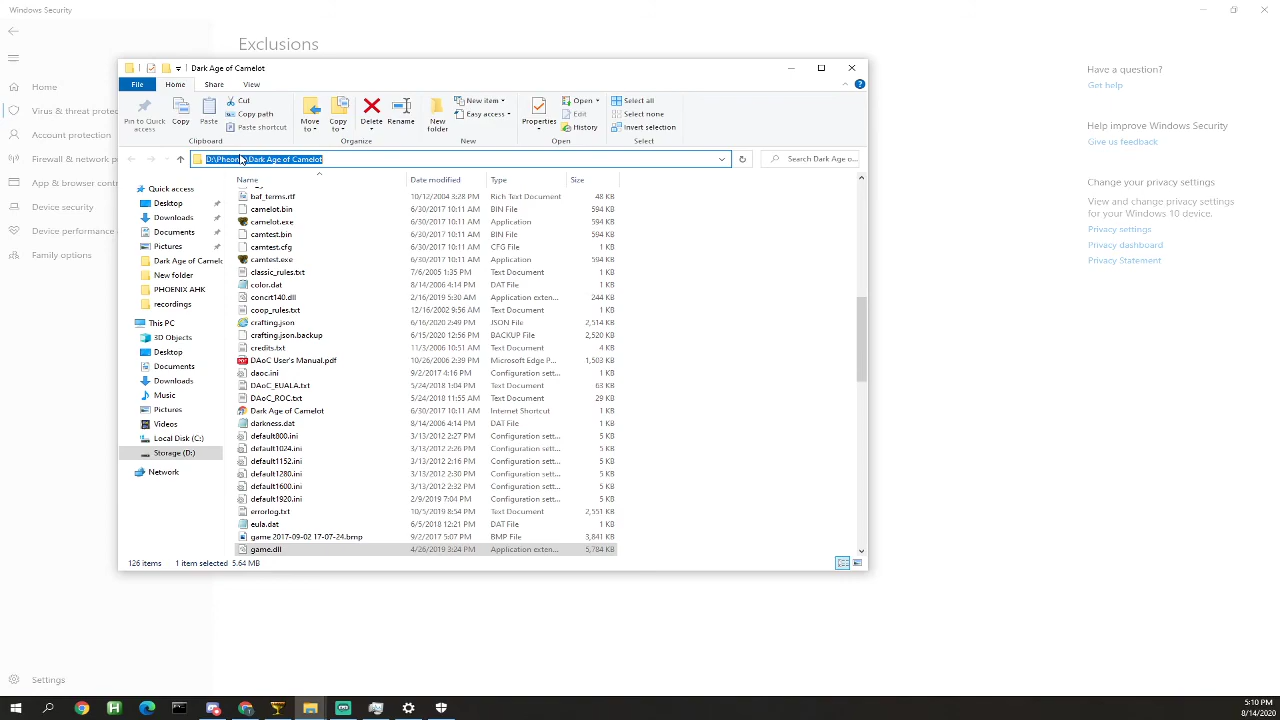 Windows Security
Exclusions
Home
Virus & threat protec
Account protection
Firewall & network p
App & browser contr
Device security
Device performance
Family options
Settings
Have a question?
Get help
Help improve Windows Security
Give us feedback
Change your privacy settings
View and change privacy settings
for your Windows 10 device.
Privacy settings
Privacy dashboard
Privacy Statement
Dark Age of Camelot
File Home Share View
Pin to Quick access
Copy
Paste
Cut
Copy path
Paste shortcut
Clipboard
Move to
Copy to
Delete
Rename
Organize
New folder
New item
Easy access
New
Properties
Open
Edit
History
Open
Select all
Select none
Invert selection
Select
Search Dark Age o...
Quick access
Desktop
Downloads
Documents
Pictures
Dark Age of Camelo
New folder
PHOENIX AHK
recordings
This PC
3D Objects
Desktop
Documents
Downloads
Music
Pictures
Videos
Local Disk (C:)
Storage (D:)
Network
Name Date modified Type Size
baf_terms.rtf 10/12/2004 3:28 PM Rich Text Document 48 KB
camelot.bin 6/30/2017 10:11 AM BIN File 594 KB
camelot.exe 6/30/2017 10:11 AM Application 594 KB
camtest.bin 6/30/2017 10:11 AM BIN File 594 KB
camtest.cfg 6/30/2017 10:11 AM CFG File 1 KB
camtest.exe 6/30/2017 10:11 AM Application 594 KB
classic_rules.txt 7/6/2005 1:35 PM Text Document 1 KB
color.dat 8/14/2006 4:14 PM DAT File 1 KB
concrt140.dll 2/16/2019 5:30 AM Application exten... 244 KB
coop_rules.txt 12/16/2002 9:56 AM Text Document 1 KB
crafting.json 6/16/2020 2:49 PM JSON File 2,514 KB
crafting.json.backup 6/15/2020 12:56 PM BACKUP File 2,520 KB
credits.txt 11/3/2006 10:51 AM Text Document 4 KB
DAoC User's Manual.pdf 10/26/2006 2:39 PM Microsoft Edge P... 1,503 KB
daoc.ini 9/2/2017 4:16 PM Configuration sett... 1 KB
DAoC_EUALA.txt 5/24/2018 1:04 PM Text Document 63 KB
DAoC_ROC.txt 5/24/2018 11:55 AM Text Document 29 KB
Dark Age of Camelot 6/30/2017 10:11 AM Internet Shortcut 1 KB
darkness.dat 8/14/2006 4:14 PM DAT File 1 KB
default800.ini 3/13/2012 2:27 PM Configuration sett... 5 KB
default1024.ini 3/13/2012 2:26 PM Configuration sett... 5 KB
default1152.ini 3/13/2012 2:16 PM Configuration sett... 5 KB
default1280.ini 3/13/2012 2:30 PM Configuration sett... 5 KB
default1600.ini 3/13/2012 2:32 PM Configuration sett... 5 KB
default1920.ini 2/9/2019 7:04 PM Configuration sett... 5 KB
errorlog.txt 10/5/2019 8:54 PM Text Document 2,551 KB
eula.dat 6/5/2018 12:21 PM DAT File 1 KB
game 2017-09-02 17-07-24.bmp 9/2/2017 5:07 PM BMP File 3,841 KB
game.dll 4/26/2019 3:24 PM Application exten... 5,784 KB
126 items 1 item selected 5.64 MB
5:10 PM
8/14/2020